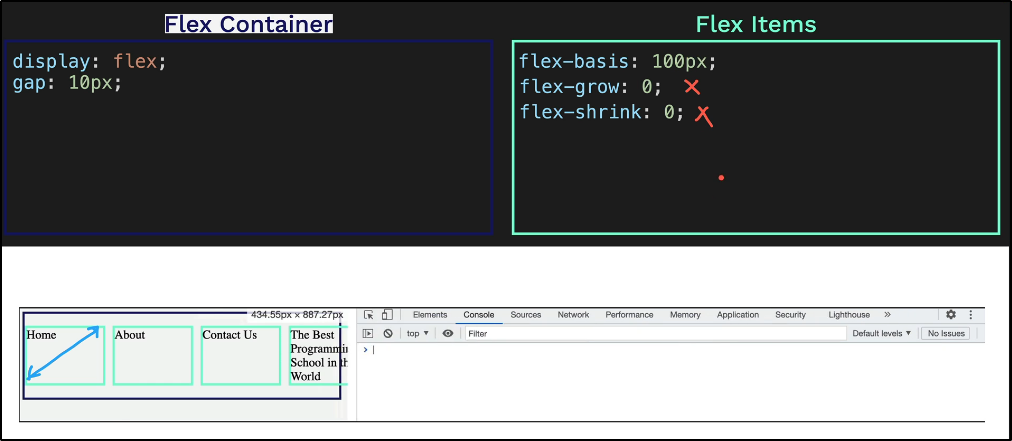 Flex Container
Flex Items
display: flex;
gap: 10px;
flex-basis: 100px;
flex-grow: 0;
flex-shrink: 0;
434.55px × 887.27px
Home
About
Contact Us
The Best
Programmin
School in th
World
Elements Console Sources Network Performance Memory Application Security Lighthouse »
top ▼ Filter Default levels ▼ No Issues